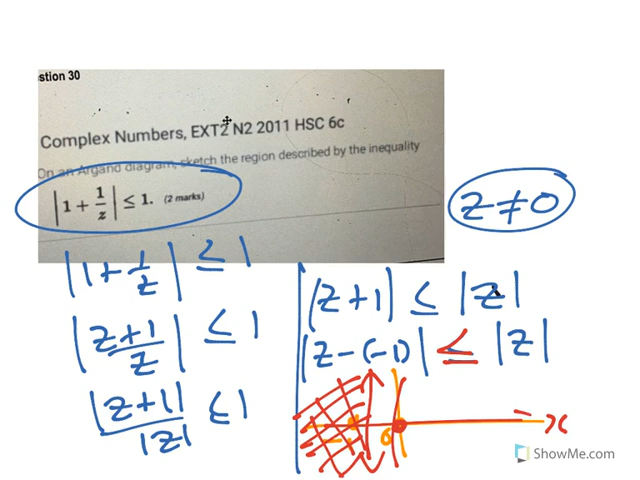 stion 30
Complex Numbers, EXT2 N2 2011 HSC 6c
On an Argand diagram, sketch the region described by the inequality
|1 + 1/z| ≤ 1. (2 marks)
z ≠ 0
|1 + 1/z| ≤ 1
|z+1/z| ≤ 1
|z+1|/|z| ≤ 1
|z+1| ≤ |z|
|z-(-1)| ≤ |z|
x
ShowMe.com